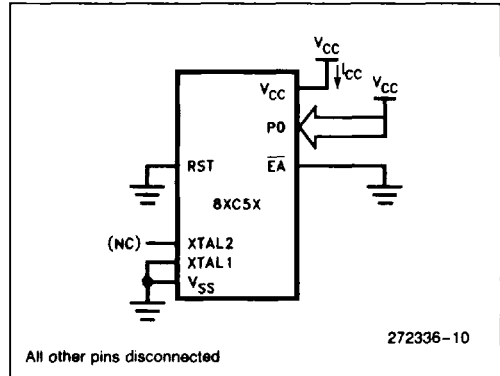 VCC
ICC
VCC
VCC
P0
RST
EA
8XC5X
(NC)
XTAL2
XTAL1
VSS
272336-10
All other pins disconnected